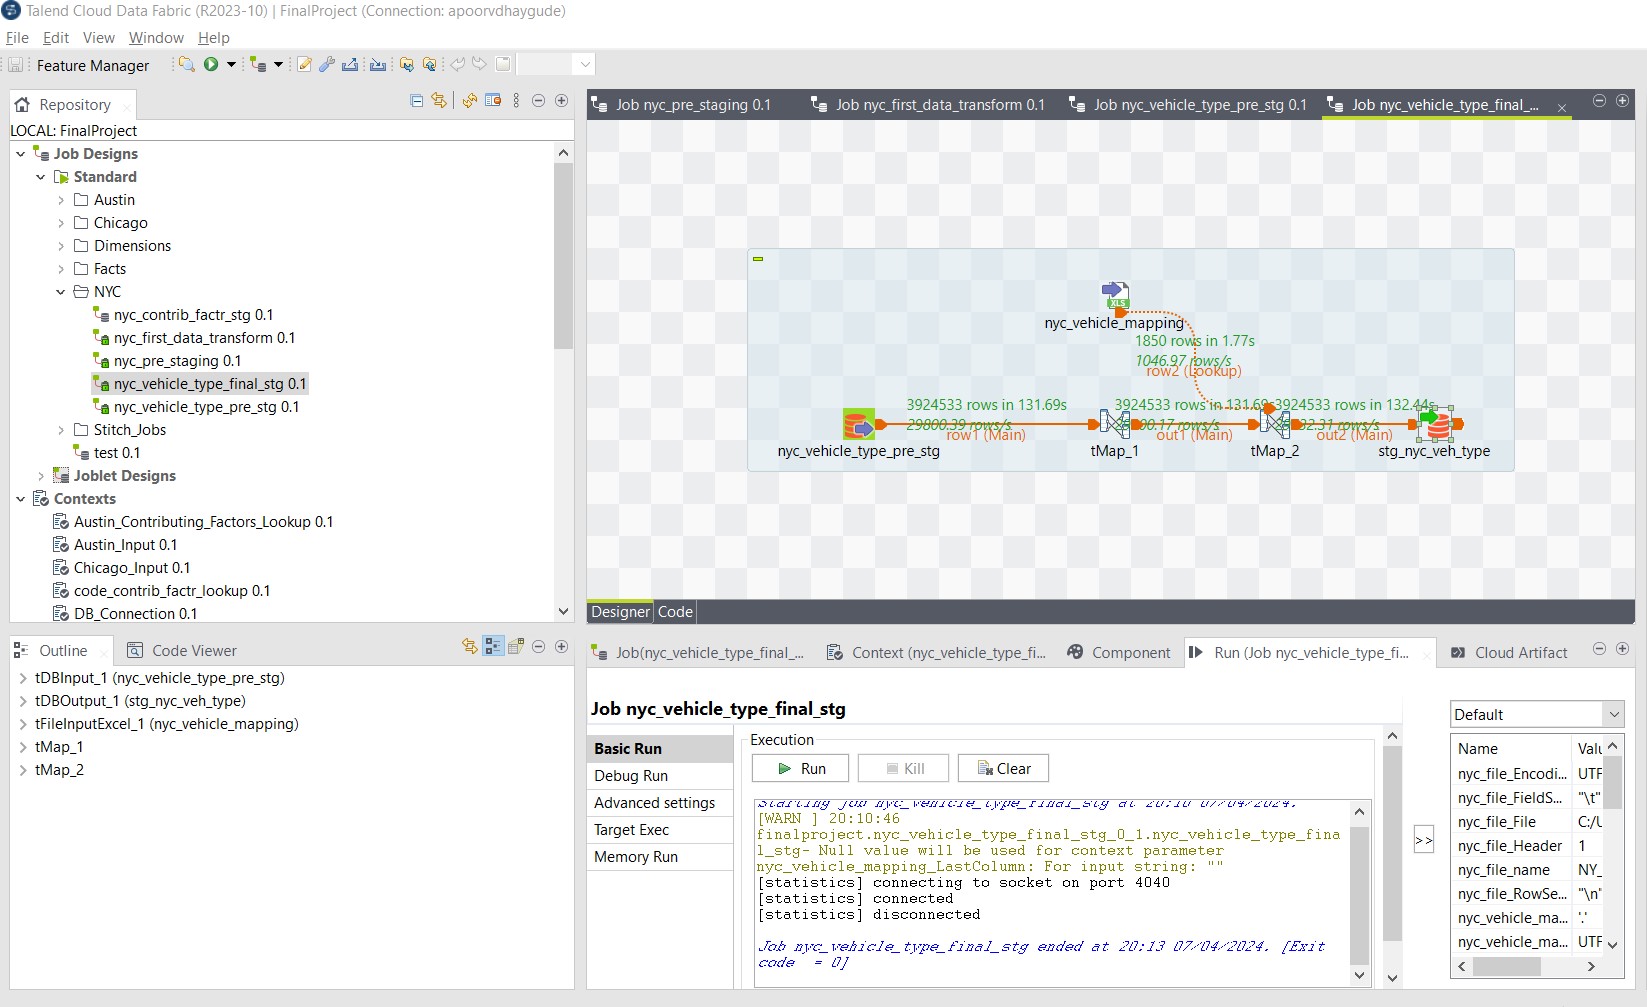 Talend Cloud Data Fabric (R2023-10) | FinalProject (Connection: apoorvdhaygude)
File Edit View Window Help
Feature Manager
Repository
LOCAL: FinalProject
Job Designs
Standard
Austin
Chicago
Dimensions
Facts
NYC
nyc_contrib_factr_stg 0.1
nyc_first_data_transform 0.1
nyc_pre_staging 0.1
nyc_vehicle_type_final_stg 0.1
nyc_vehicle_type_pre_stg 0.1
Stitch_Jobs
test 0.1
Joblet Designs
Contexts
Austin_Contributing_Factors_Lookup 0.1
Austin_Input 0.1
Chicago_Input 0.1
code_contrib_factr_lookup 0.1
DB_Connection 0.1
Job nyc_pre_staging 0.1 Job nyc_first_data_transform 0.1 Job nyc_vehicle_type_pre_stg 0.1 Job nyc_vehicle_type_final_...
XLS
nyc_vehicle_mapping
1850 rows in 1.77s
1046.97 rows/s
row2 (Lookup)
3924533 rows in 131.69s 3924533 rows in 131.69s 3924533 rows in 132.44s
29800.39 rows/s
row1 (Main) out1 (Main) out2 (Main)
nyc_vehicle_type_pre_stg tMap_1 tMap_2 stg_nyc_veh_type
Designer Code
Outline Code Viewer
tDBInput_1 (nyc_vehicle_type_pre_stg)
tDBOutput_1 (stg_nyc_veh_type)
tFileInputExcel_1 (nyc_vehicle_mapping)
tMap_1
tMap_2
Job(nyc_vehicle_type_final_... Context (nyc_vehicle_type_fi... Component Run (Job nyc_vehicle_type_fi... Cloud Artifact
Job nyc_vehicle_type_final_stg
Basic Run
Debug Run
Advanced settings
Target Exec
Memory Run
Execution
Run Kill Clear
Starting job nyc_vehicle_type_final_stg at 20:10 07/04/2024.
[WARN ] 20:10:46
finalproject.nyc_vehicle_type_final_stg_0_1.nyc_vehicle_type_fina
l_stg- Null value will be used for context parameter
nyc_vehicle_mapping_LastColumn: For input string: ""
[statistics] connecting to socket on port 4040
[statistics] connected
[statistics] disconnected
Job nyc_vehicle_type_final_stg ended at 20:13 07/04/2024. [Exit
code = 0]
>>
Default
Name Valu
nyc_file_Encodi... UTF
nyc_file_FieldS... "\t"
nyc_file_File C:/U
nyc_file_Header 1
nyc_file_name NY_
nyc_file_RowSe... "\n"
nyc_vehicle_ma... '.'
nyc_vehicle_ma... UTF